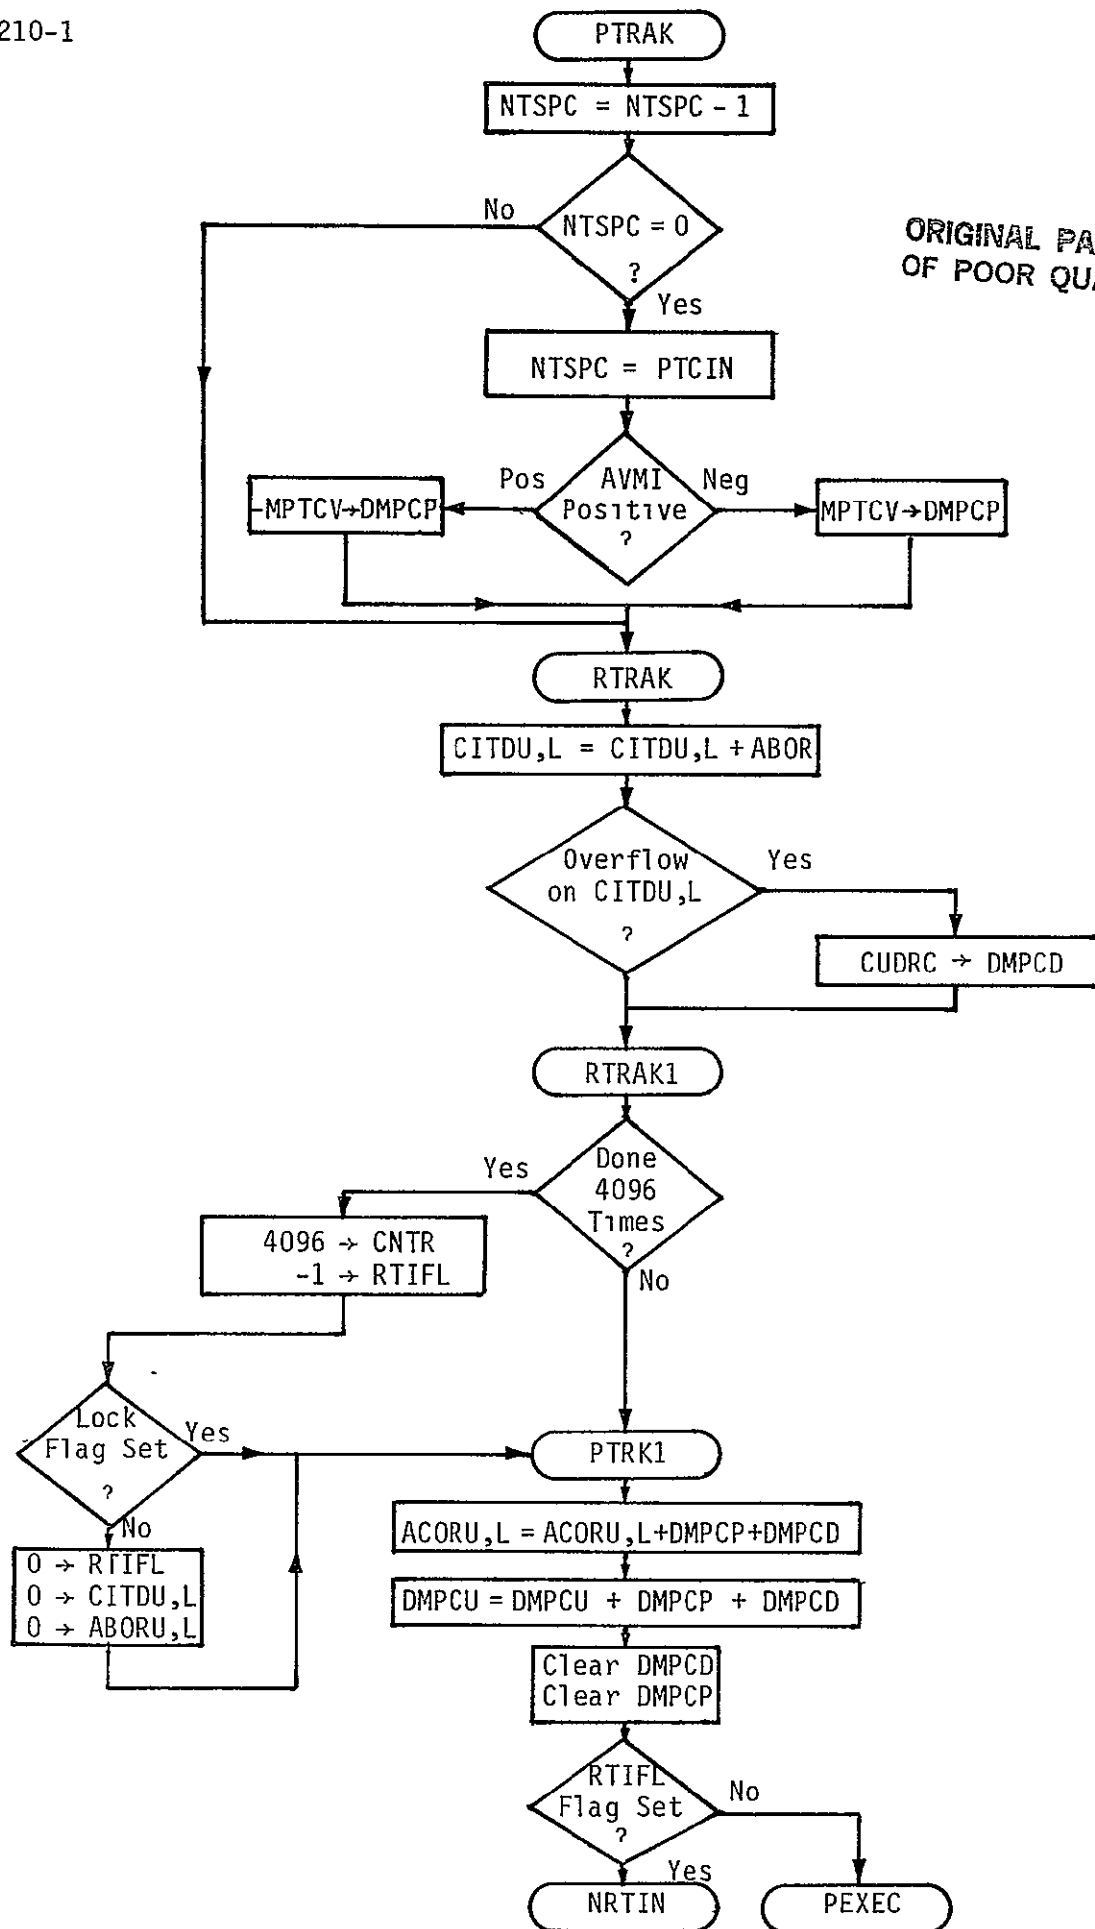 210-1
PTRAK
NTSPC = NTSPC - 1
No
NTSPC = 0
?
Yes
ORIGINAL PA
OF POOR QUA
NTSPC = PTCIN
Pos
AVMI
Positive
?
Neg
-MPTCV→DMPCP
MPTCV→DMPCP
RTRAK
CITDU,L = CITDU,L + ABOR
Overflow
on CITDU,L
?
Yes
CUDRC → DMPCD
RTRAK1
Yes
Done
4096
Times
?
No
4096 → CNTR
-1 → RTIFL
Lock
Flag Set
?
Yes
No
PTRK1
0 → RTIFL
0 → CITDU,L
0 → ABORU,L
ACORU,L = ACORU,L+DMPCP+DMPCD
DMPCU = DMPCU + DMPCP + DMPCD
Clear DMPCD
Clear DMPCP
RTIFL
Flag Set
?
No
Yes
NRTIN
PEXEC